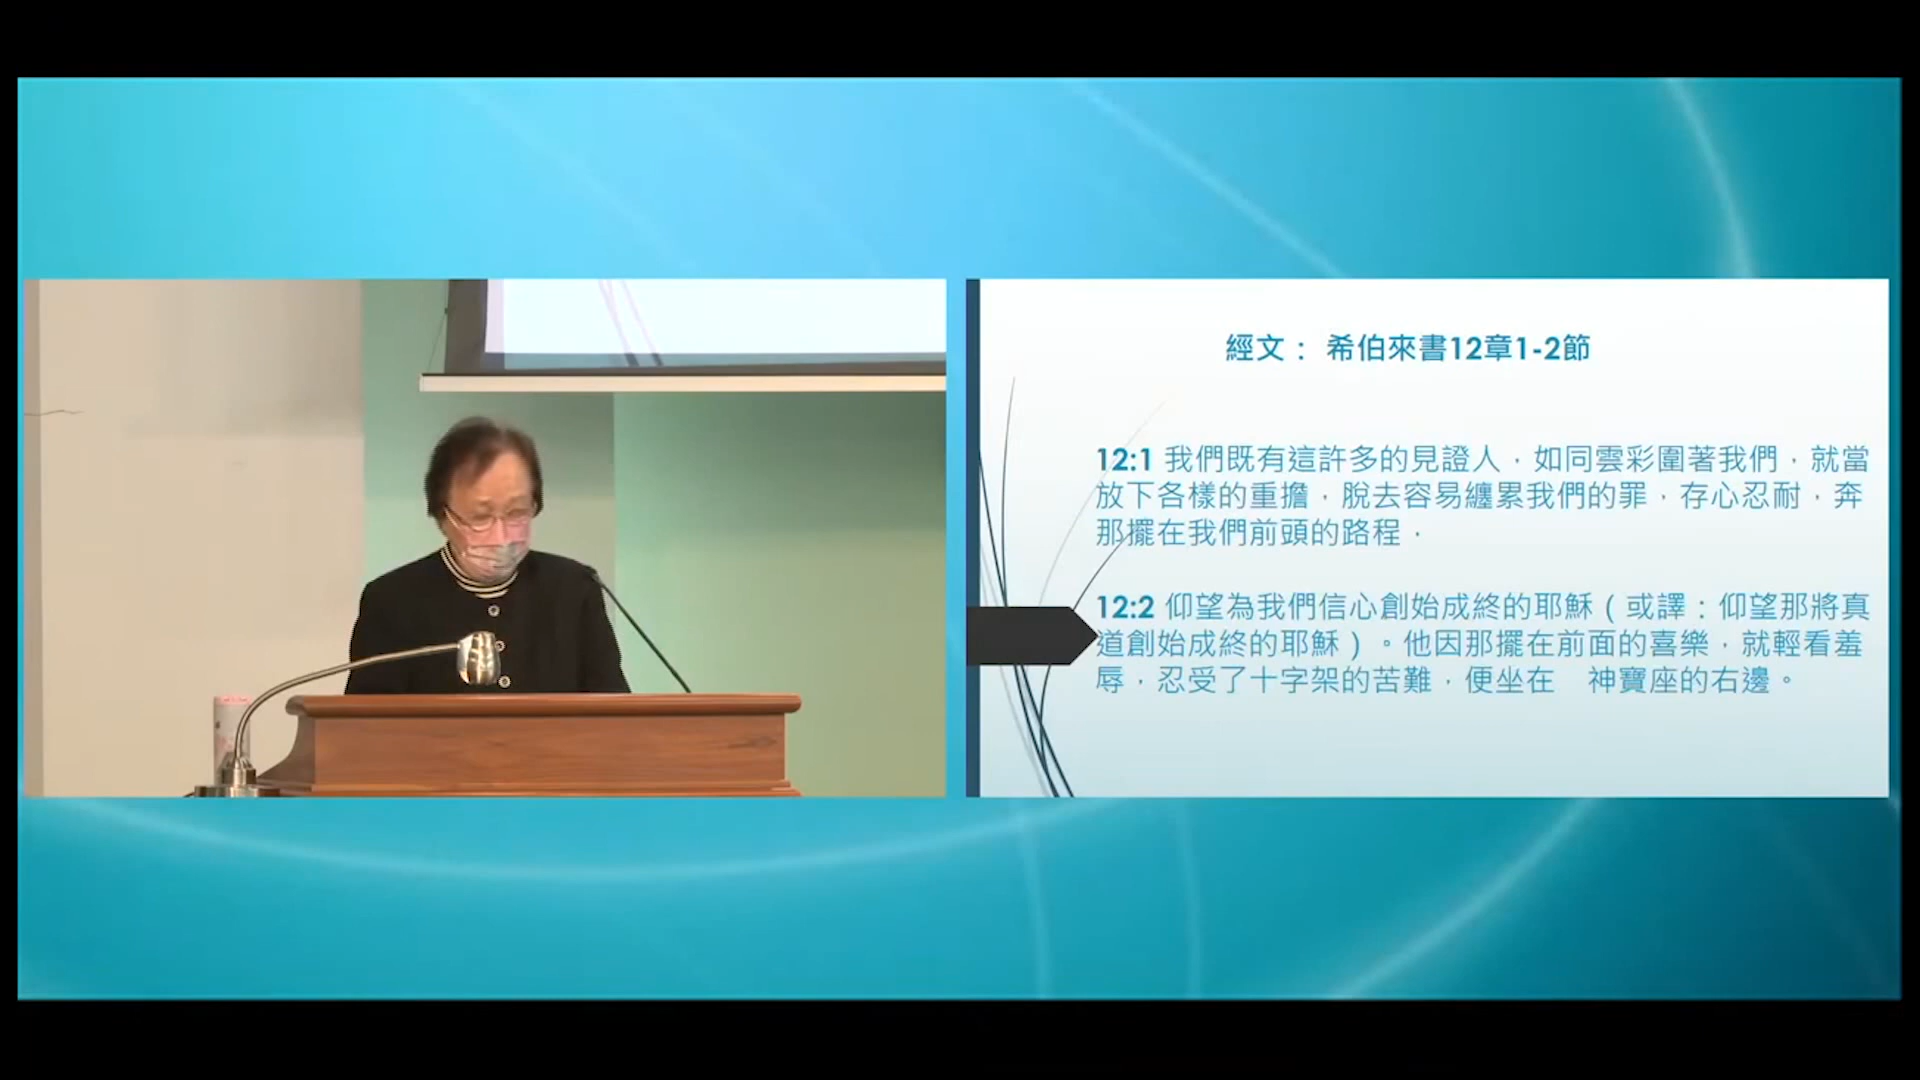 經文： 希伯來書12章1-2節
12:1 我們既有這許多的見證人，如同雲彩圍著我們，就當
放下各樣的重擔，脫去容易纏累我們的罪，存心忍耐，奔
那擺在我們前頭的路程，
12:2 仰望為我們信心創始成終的耶穌（或譯：仰望那將真
道創始成終的耶穌）。他因那擺在前面的喜樂，就輕看羞
辱，忍受了十字架的苦難，便坐在　神寶座的右邊。